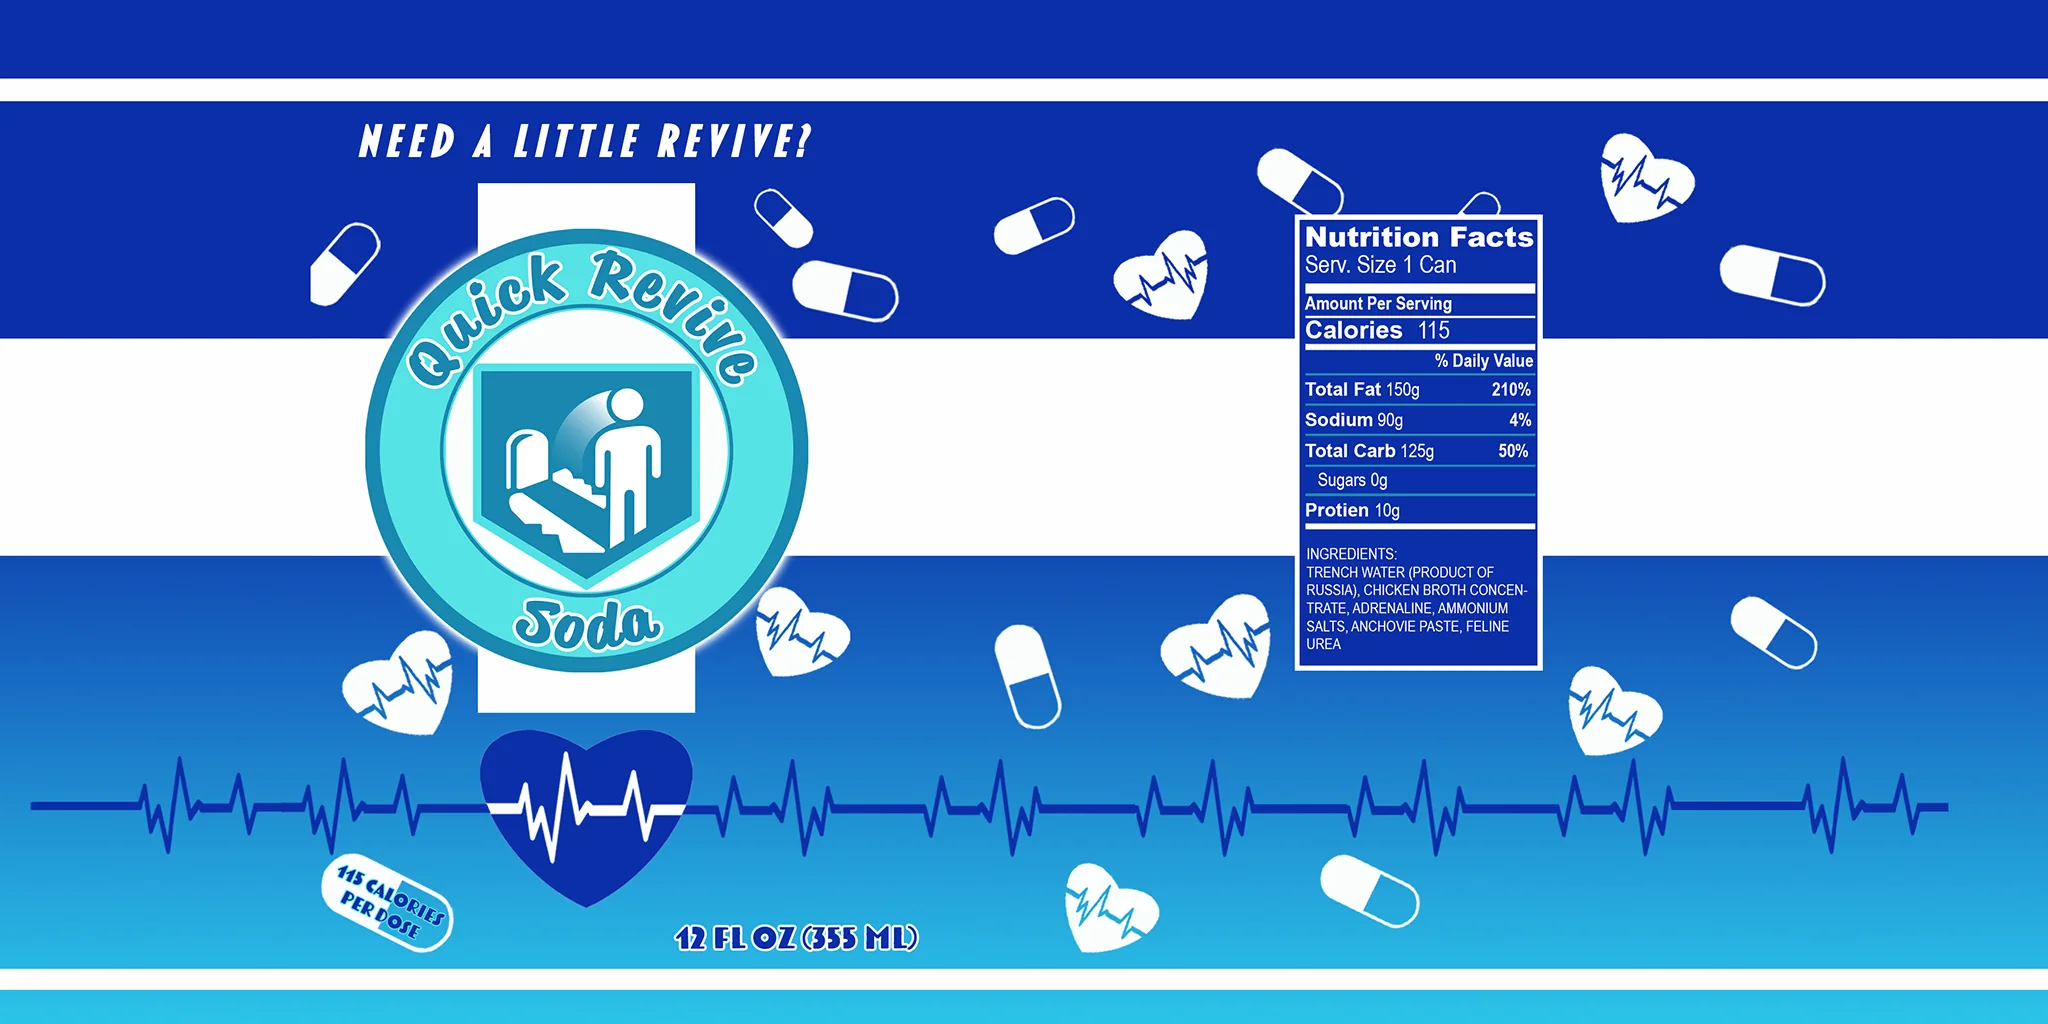 NEED A LITTLE REVIVE?
Quick Revive
Soda
115 CALORIES
PER DOSE
12 FL OZ (355 ML)
Nutrition Facts
Serv. Size 1 Can
Amount Per Serving
Calories 115
% Daily Value
Total Fat 150g 210%
Sodium 90g 4%
Total Carb 125g 50%
Sugars 0g
Protien 10g
INGREDIENTS:
TRENCH WATER (PRODUCT OF
RUSSIA), CHICKEN BROTH CONCEN-
TRATE, ADRENALINE, AMMONIUM
SALTS, ANCHOVIE PASTE, FELINE
UREA